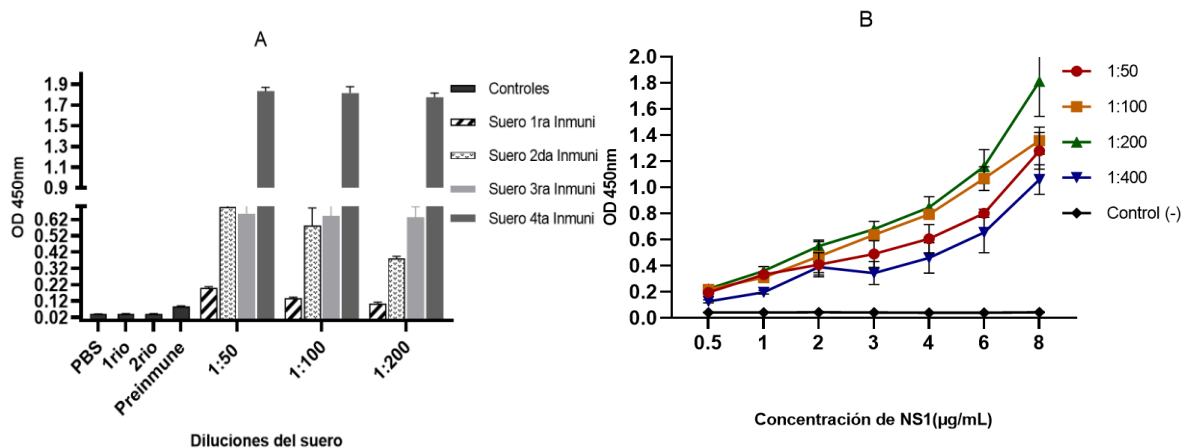 A
OD 450nm
1.9
1.7
1.5
1.3
1.1
0.9
0.62
0.52
0.42
0.32
0.22
0.12
0.02
PBS
1rio
2rio
Preinmune
1:50
1:100
1:200
Diluciones del suero
Controles
Suero 1ra Inmuni
Suero 2da Inmuni
Suero 3ra Inmuni
Suero 4ta Inmuni
B
OD 450nm
2.0
1.8
1.6
1.4
1.2
1.0
0.8
0.6
0.4
0.2
0.0
0.5 1 2 3 4 6 8
Concentración de NS1(µg/mL)
1:50
1:100
1:200
1:400
Control (-)